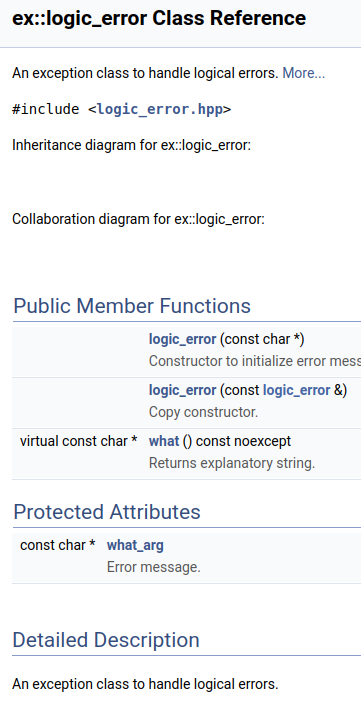 ex::logic_error Class Reference
An exception class to handle logical errors. More...
#include <logic_error.hpp>
Inheritance diagram for ex::logic_error:
Collaboration diagram for ex::logic_error:
Public Member Functions
logic_error (const char *)
Constructor to initialize error mess
logic_error (const logic_error &)
Copy constructor.
virtual const char * what () const noexcept
Returns explanatory string.
Protected Attributes
const char * what_arg
Error message.
Detailed Description
An exception class to handle logical errors.